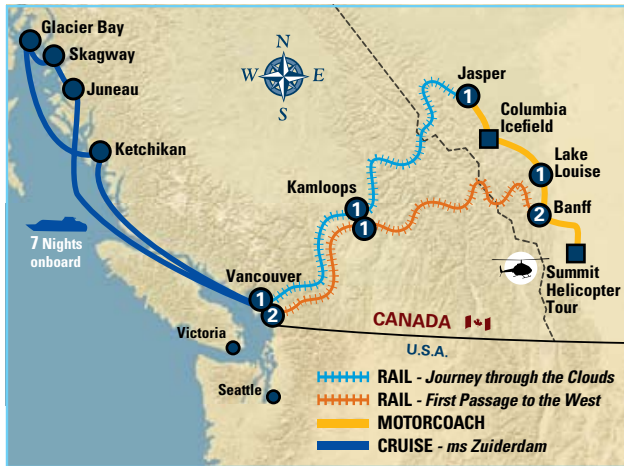 Glacier Bay
Skagway
Juneau
Ketchikan
N
W E
S
Jasper
1
Columbia
Icefield
Lake
Louise
1
Banff
2
Kamloops
1
1
7 Nights
onboard
Vancouver
1
2
Summit
Helicopter
Tour
Victoria
CANADA
U.S.A.
Seattle
RAIL - Journey through the Clouds
RAIL - First Passage to the West
MOTORCOACH
CRUISE - ms Zuiderdam